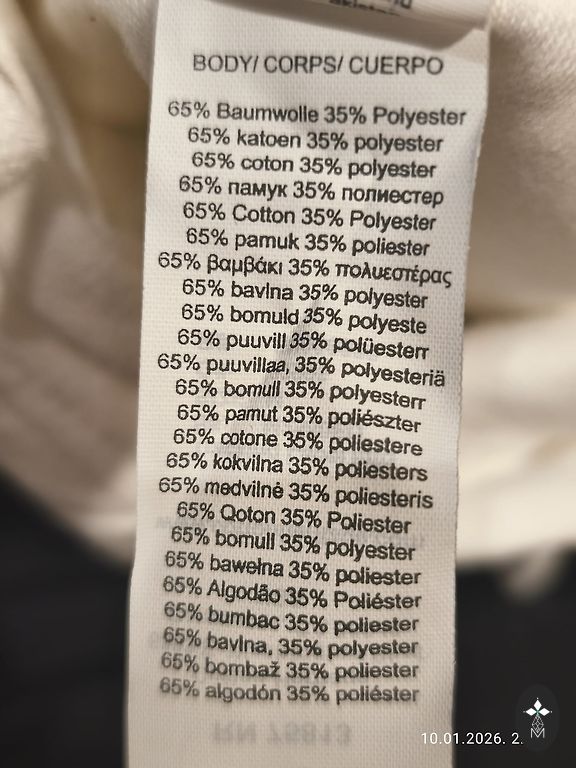 BODY/ CORPS/ CUERPO
65% Baumwolle 35% Polyester
65% katoen 35% polyester
65% coton 35% polyester
65% памук 35% полиестер
65% Cotton 35% Polyester
65% pamuk 35% poliester
65% βαμβάκι 35% πολυεστέρας
65% bavlna 35% polyester
65% bomuld 35% polyeste
65% puuvill 35% polüesterr
65% puuvillaa, 35% polyesteriä
65% bomull 35% polyesterr
65% pamut 35% poliészter
65% cotone 35% poliestere
65% kokvilna 35% poliesters
65% medvilnė 35% poliesteris
65% Qoton 35% Poliester
65% bomull 35% polyester
65% bawełna 35% poliester
65% Algodão 35% Poliéster
65% bumbac 35% poliester
65% bavlna, 35% polyester
65% bombaž 35% poliester
65% algodón 35% poliéster
10.01.2026. 2.